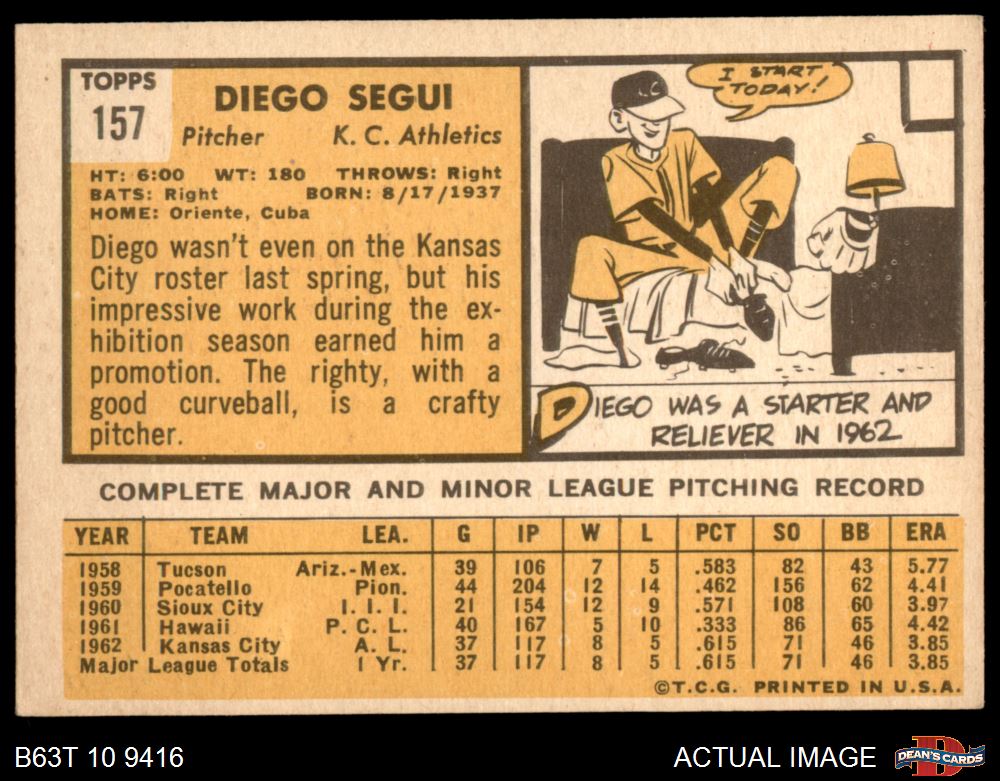 TOPPS
157
DIEGO SEGUI
Pitcher K. C. Athletics
HT: 6:00 WT: 180 THROWS: Right
BATS: Right BORN: 8/17/1937
HOME: Oriente, Cuba
Diego wasn't even on the Kansas
City roster last spring, but his
impressive work during the ex-
hibition season earned him a
promotion. The righty, with a
good curveball, is a crafty
pitcher.
I START
TODAY!
KC
DIEGO WAS A STARTER AND
RELIEVER IN 1962
COMPLETE MAJOR AND MINOR LEAGUE PITCHING RECORD
YEAR TEAM LEA. G IP W L PCT SO BB ERA
1958 Tucson Ariz.-Mex. 39 106 7 5 .583 82 43 5.77
1959 Pocatello Pion. 44 204 12 14 .462 156 62 4.41
1960 Sioux City I. I. I. 21 154 12 9 .571 108 60 3.97
1961 Hawaii P. C. L. 40 167 5 10 .333 86 65 4.42
1962 Kansas City A. L. 37 117 8 5 .615 71 46 3.85
Major League Totals 1 Yr. 37 117 8 5 .615 71 46 3.85
©T.C.G. PRINTED IN U.S.A.
B63T 10 9416 ACTUAL IMAGE
D
DEAN'S CARDS